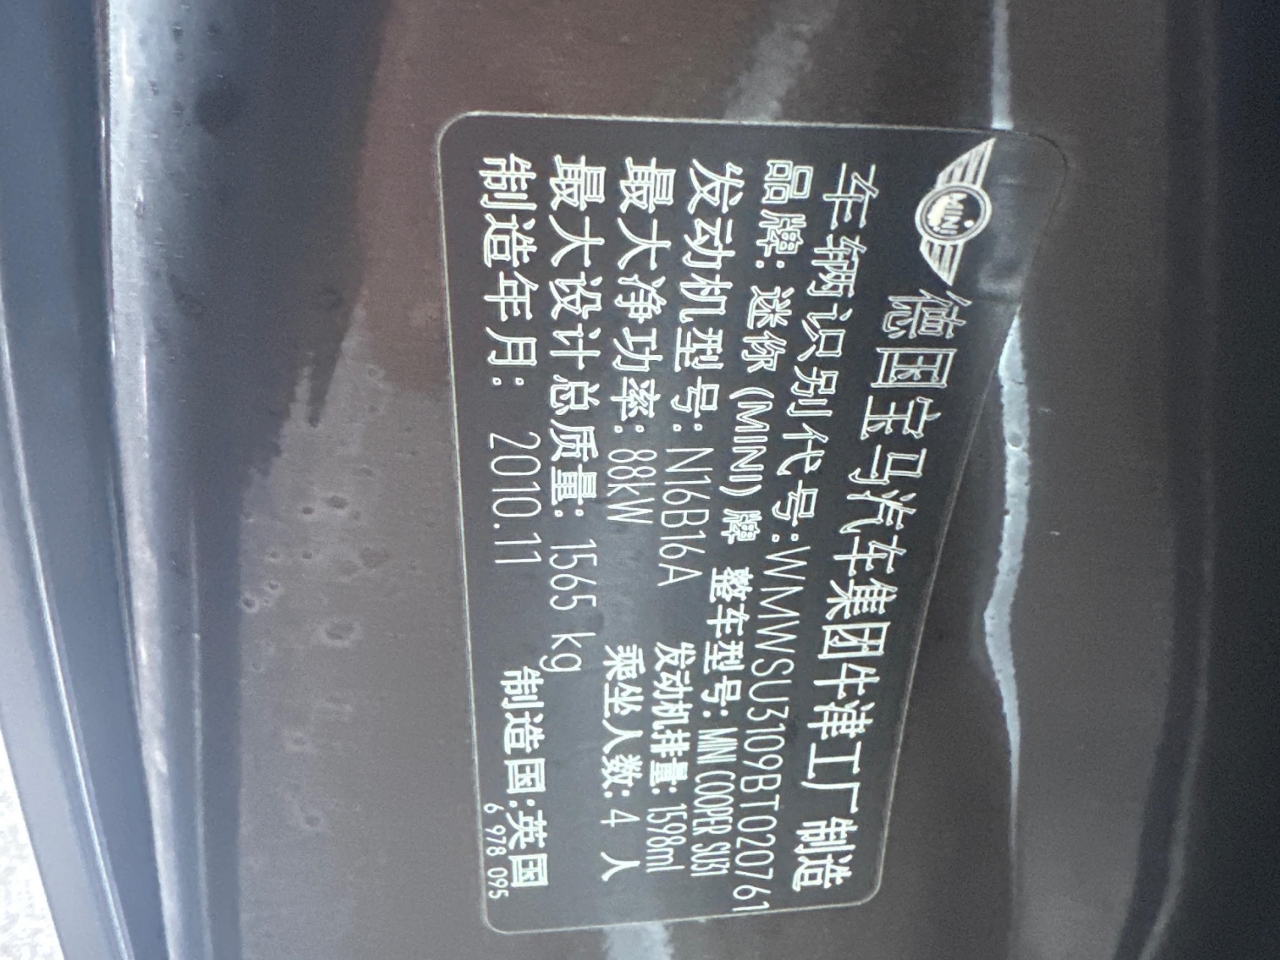 MINI
德国宝马汽车集团牛津工厂制造
车辆识别代号:WMWSU3109BT020761
品牌:迷你(MINI)牌 整车型号:MINI COOPER SU31
发动机型号:N16B16A 发动机排量:1598ml
最大净功率:88kW 乘坐人数:4 人
最大设计总质量:1565 kg
制造年月:2010.11 制造国:英国
6 978 095